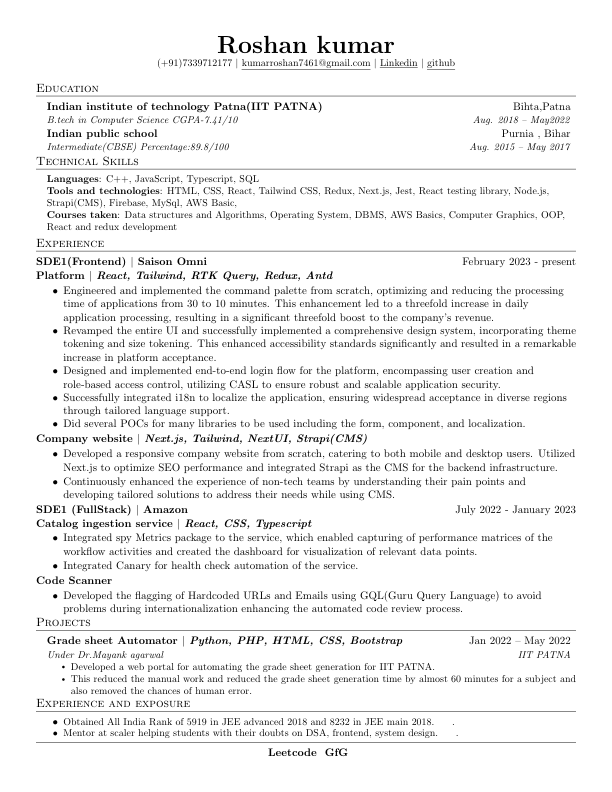 Roshan kumar
(+91)7339712177 | kumarroshan7461@gmail.com | Linkedin | github
Education
Indian institute of technology Patna(IIT PATNA) Bihta,Patna
B.tech in Computer Science CGPA-7.41/10 Aug. 2018 – May2022
Indian public school Purnia , Bihar
Intermediate(CBSE) Percentage:89.8/100 Aug. 2015 – May 2017
Technical Skills
Languages: C++, JavaScript, Typescript, SQL
Tools and technologies: HTML, CSS, React, Tailwind CSS, Redux, Next.js, Jest, React testing library, Node.js,
Strapi(CMS), Firebase, MySql, AWS Basic,
Courses taken: Data structures and Algorithms, Operating System, DBMS, AWS Basics, Computer Graphics, OOP,
React and redux development
Experience
SDE1(Frontend) | Saison Omni February 2023 - present
Platform | React, Tailwind, RTK Query, Redux, Antd
• Engineered and implemented the command palette from scratch, optimizing and reducing the processing
time of applications from 30 to 10 minutes. This enhancement led to a threefold increase in daily
application processing, resulting in a significant threefold boost to the company's revenue.
• Revamped the entire UI and successfully implemented a comprehensive design system, incorporating theme
tokening and size tokening. This enhanced accessibility standards significantly and resulted in a remarkable
increase in platform acceptance.
• Designed and implemented end-to-end login flow for the platform, encompassing user creation and
role-based access control, utilizing CASL to ensure robust and scalable application security.
• Successfully integrated i18n to localize the application, ensuring widespread acceptance in diverse regions
through tailored language support.
• Did several POCs for many libraries to be used including the form, component, and localization.
Company website | Next.js, Tailwind, NextUI, Strapi(CMS)
• Developed a responsive company website from scratch, catering to both mobile and desktop users. Utilized
Next.js to optimize SEO performance and integrated Strapi as the CMS for the backend infrastructure.
• Continuously enhanced the experience of non-tech teams by understanding their pain points and
developing tailored solutions to address their needs while using CMS.
SDE1 (FullStack) | Amazon July 2022 - January 2023
Catalog ingestion service | React, CSS, Typescript
• Integrated spy Metrics package to the service, which enabled capturing of performance matrices of the
workflow activities and created the dashboard for visualization of relevant data points.
• Integrated Canary for health check automation of the service.
Code Scanner
• Developed the flagging of Hardcoded URLs and Emails using GQL(Guru Query Language) to avoid
problems during internationalization enhancing the automated code review process.
Projects
Grade sheet Automator | Python, PHP, HTML, CSS, Bootstrap Jan 2022 – May 2022
Under Dr.Mayank agarwal IIT PATNA
• Developed a web portal for automating the grade sheet generation for IIT PATNA.
• This reduced the manual work and reduced the grade sheet generation time by almost 60 minutes for a subject and
also removed the chances of human error.
Experience and exposure
• Obtained All India Rank of 5919 in JEE advanced 2018 and 8232 in JEE main 2018. .
• Mentor at scaler helping students with their doubts on DSA, frontend, system design. .
Leetcode GfG